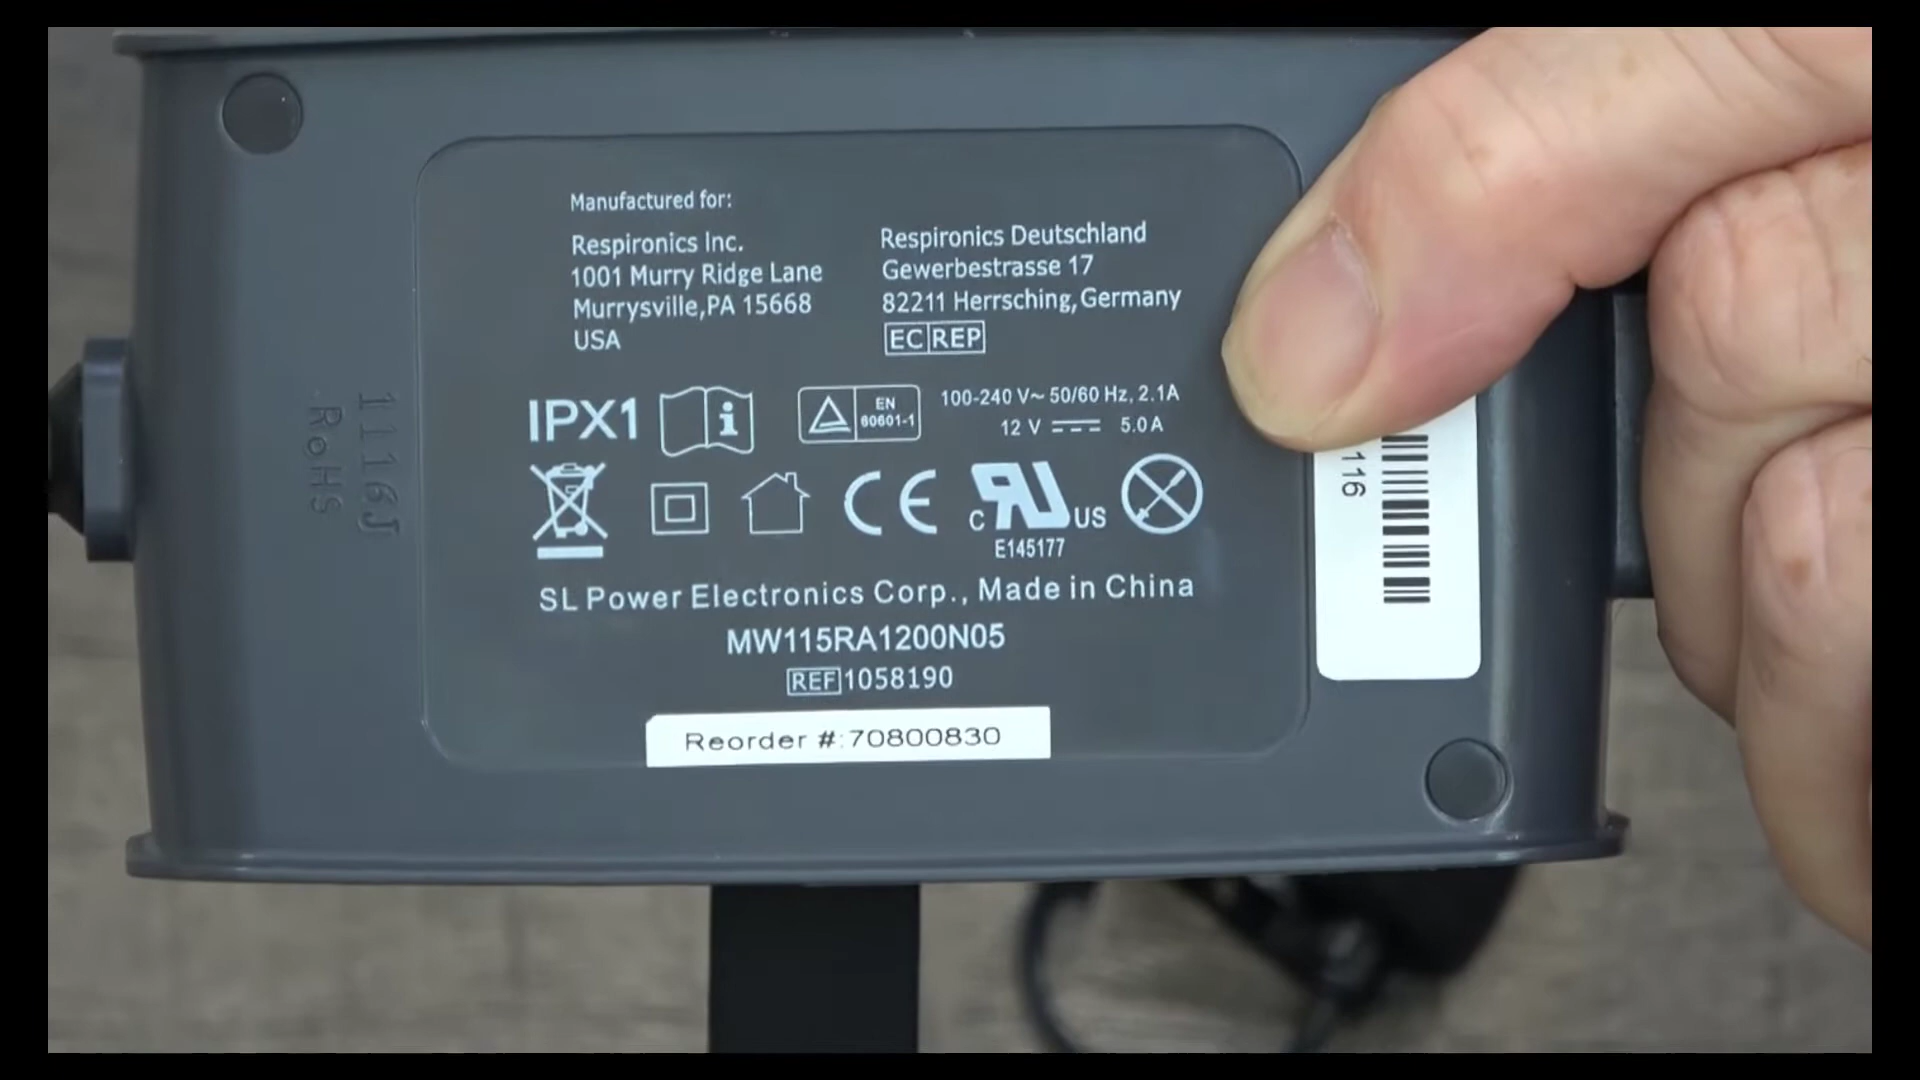 Manufactured for:
Respironics Inc.
1001 Murry Ridge Lane
Murrysville,PA 15668
USA
Respironics Deutschland
Gewerbestrasse 17
82211 Herrsching,Germany
EC REP
IPX1
i
EN
60601-1
100-240 V~ 50/60 Hz, 2.1A
12 V ⎓ 5.0A
CE
C RU US
E145177
SL Power Electronics Corp., Made in China
MW115RA1200N05
REF 1058190
Reorder #:70800830
1116J
RoHS
116